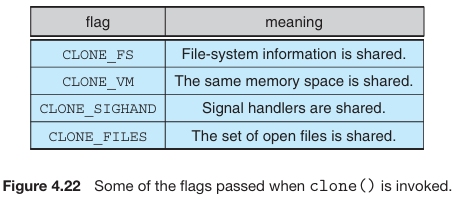 flag meaning
CLONE_FS File-system information is shared.
CLONE_VM The same memory space is shared.
CLONE_SIGHAND Signal handlers are shared.
CLONE_FILES The set of open files is shared.
Figure 4.22 Some of the flags passed when clone() is invoked.